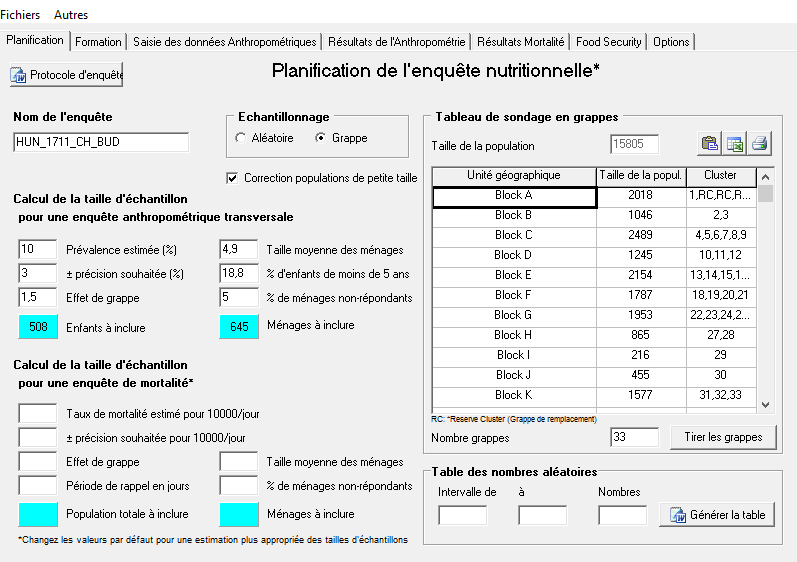 Fichiers Autres
Planification Formation Saisie des données Anthropométriques Résultats de l'Anthropométrie Résultats Mortalité Food Security Options
Protocole d'enquête
Planification de l'enquête nutritionnelle*
Nom de l'enquête
HUN_1711_CH_BUD
Echantillonnage
Aléatoire Grappe
Correction populations de petite taille
Calcul de la taille d'échantillon
pour une enquête anthropométrique transversale
10 Prévalence estimée (%) 4,9 Taille moyenne des ménages
3 ± précision souhaitée (%) 18,8 % d'enfants de moins de 5 ans
1,5 Effet de grappe 5 % de ménages non-répondants
508 Enfants à inclure 645 Ménages à inclure
Calcul de la taille d'échantillon
pour une enquête de mortalité*
Taux de mortalité estimé pour 10000/jour
± précision souhaitée pour 10000/jour
Effet de grappe Taille moyenne des ménages
Période de rappel en jours % de ménages non-répondants
Population totale à inclure Ménages à inclure
*Changez les valeurs par défaut pour une estimation plus appropriée des tailles d'échantillons
Tableau de sondage en grappes
Taille de la population 15805
Unité géographique Taille de la popul. Cluster
Block A 2018 1,RC,RC,R...
Block B 1046 2,3
Block C 2489 4,5,6,7,8,9
Block D 1245 10,11,12
Block E 2154 13,14,15,1...
Block F 1787 18,19,20,21
Block G 1953 22,23,24,2...
Block H 865 27,28
Block I 216 29
Block J 455 30
Block K 1577 31,32,33
RC: *Reserve Cluster (Grappe de remplacement)
Nombre grappes 33 Tirer les grappes
Table des nombres aléatoires
Intervalle de à Nombres
Générer la table